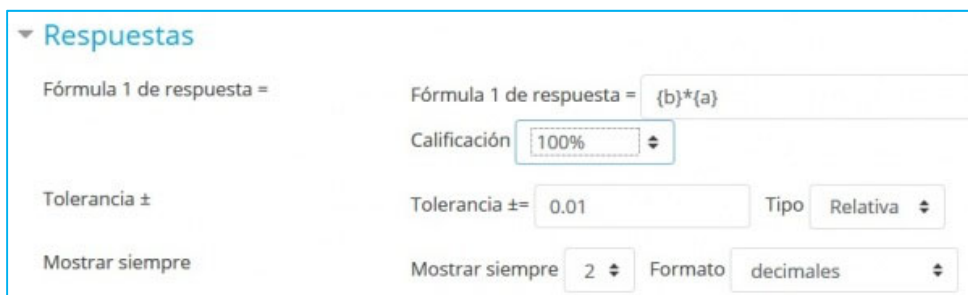 Respuestas
Fórmula 1 de respuesta = Fórmula 1 de respuesta = {b}*{a}
Calificación 100%
Tolerancia ± Tolerancia ±= 0.01 Tipo Relativa
Mostrar siempre Mostrar siempre 2 Formato decimales